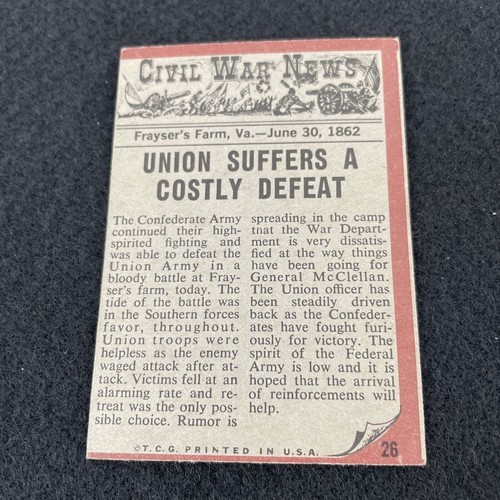 CIVIL WAR NEWS
Frayser's Farm, Va.—June 30, 1862
UNION SUFFERS A
COSTLY DEFEAT
The Confederate Army
continued their high-
spirited fighting and
was able to defeat the
Union Army in a
bloody battle at Fray-
ser's farm, today. The
tide of the battle was
in the Southern forces
favor, throughout.
Union troops were
helpless as the enemy
waged attack after at-
tack. Victims fell at an
alarming rate and re-
treat was the only pos-
sible choice. Rumor is
spreading in the camp
that the War Depart-
ment is very dissatis-
fied at the way things
have been going for
General McClellan.
The Union officer has
been steadily driven
back as the Confeder-
ates have fought furi-
ously for victory. The
spirit of the Federal
Army is low and it is
hoped that the arrival
of reinforcements will
help.
©T.C.G. PRINTED IN U.S.A.
26